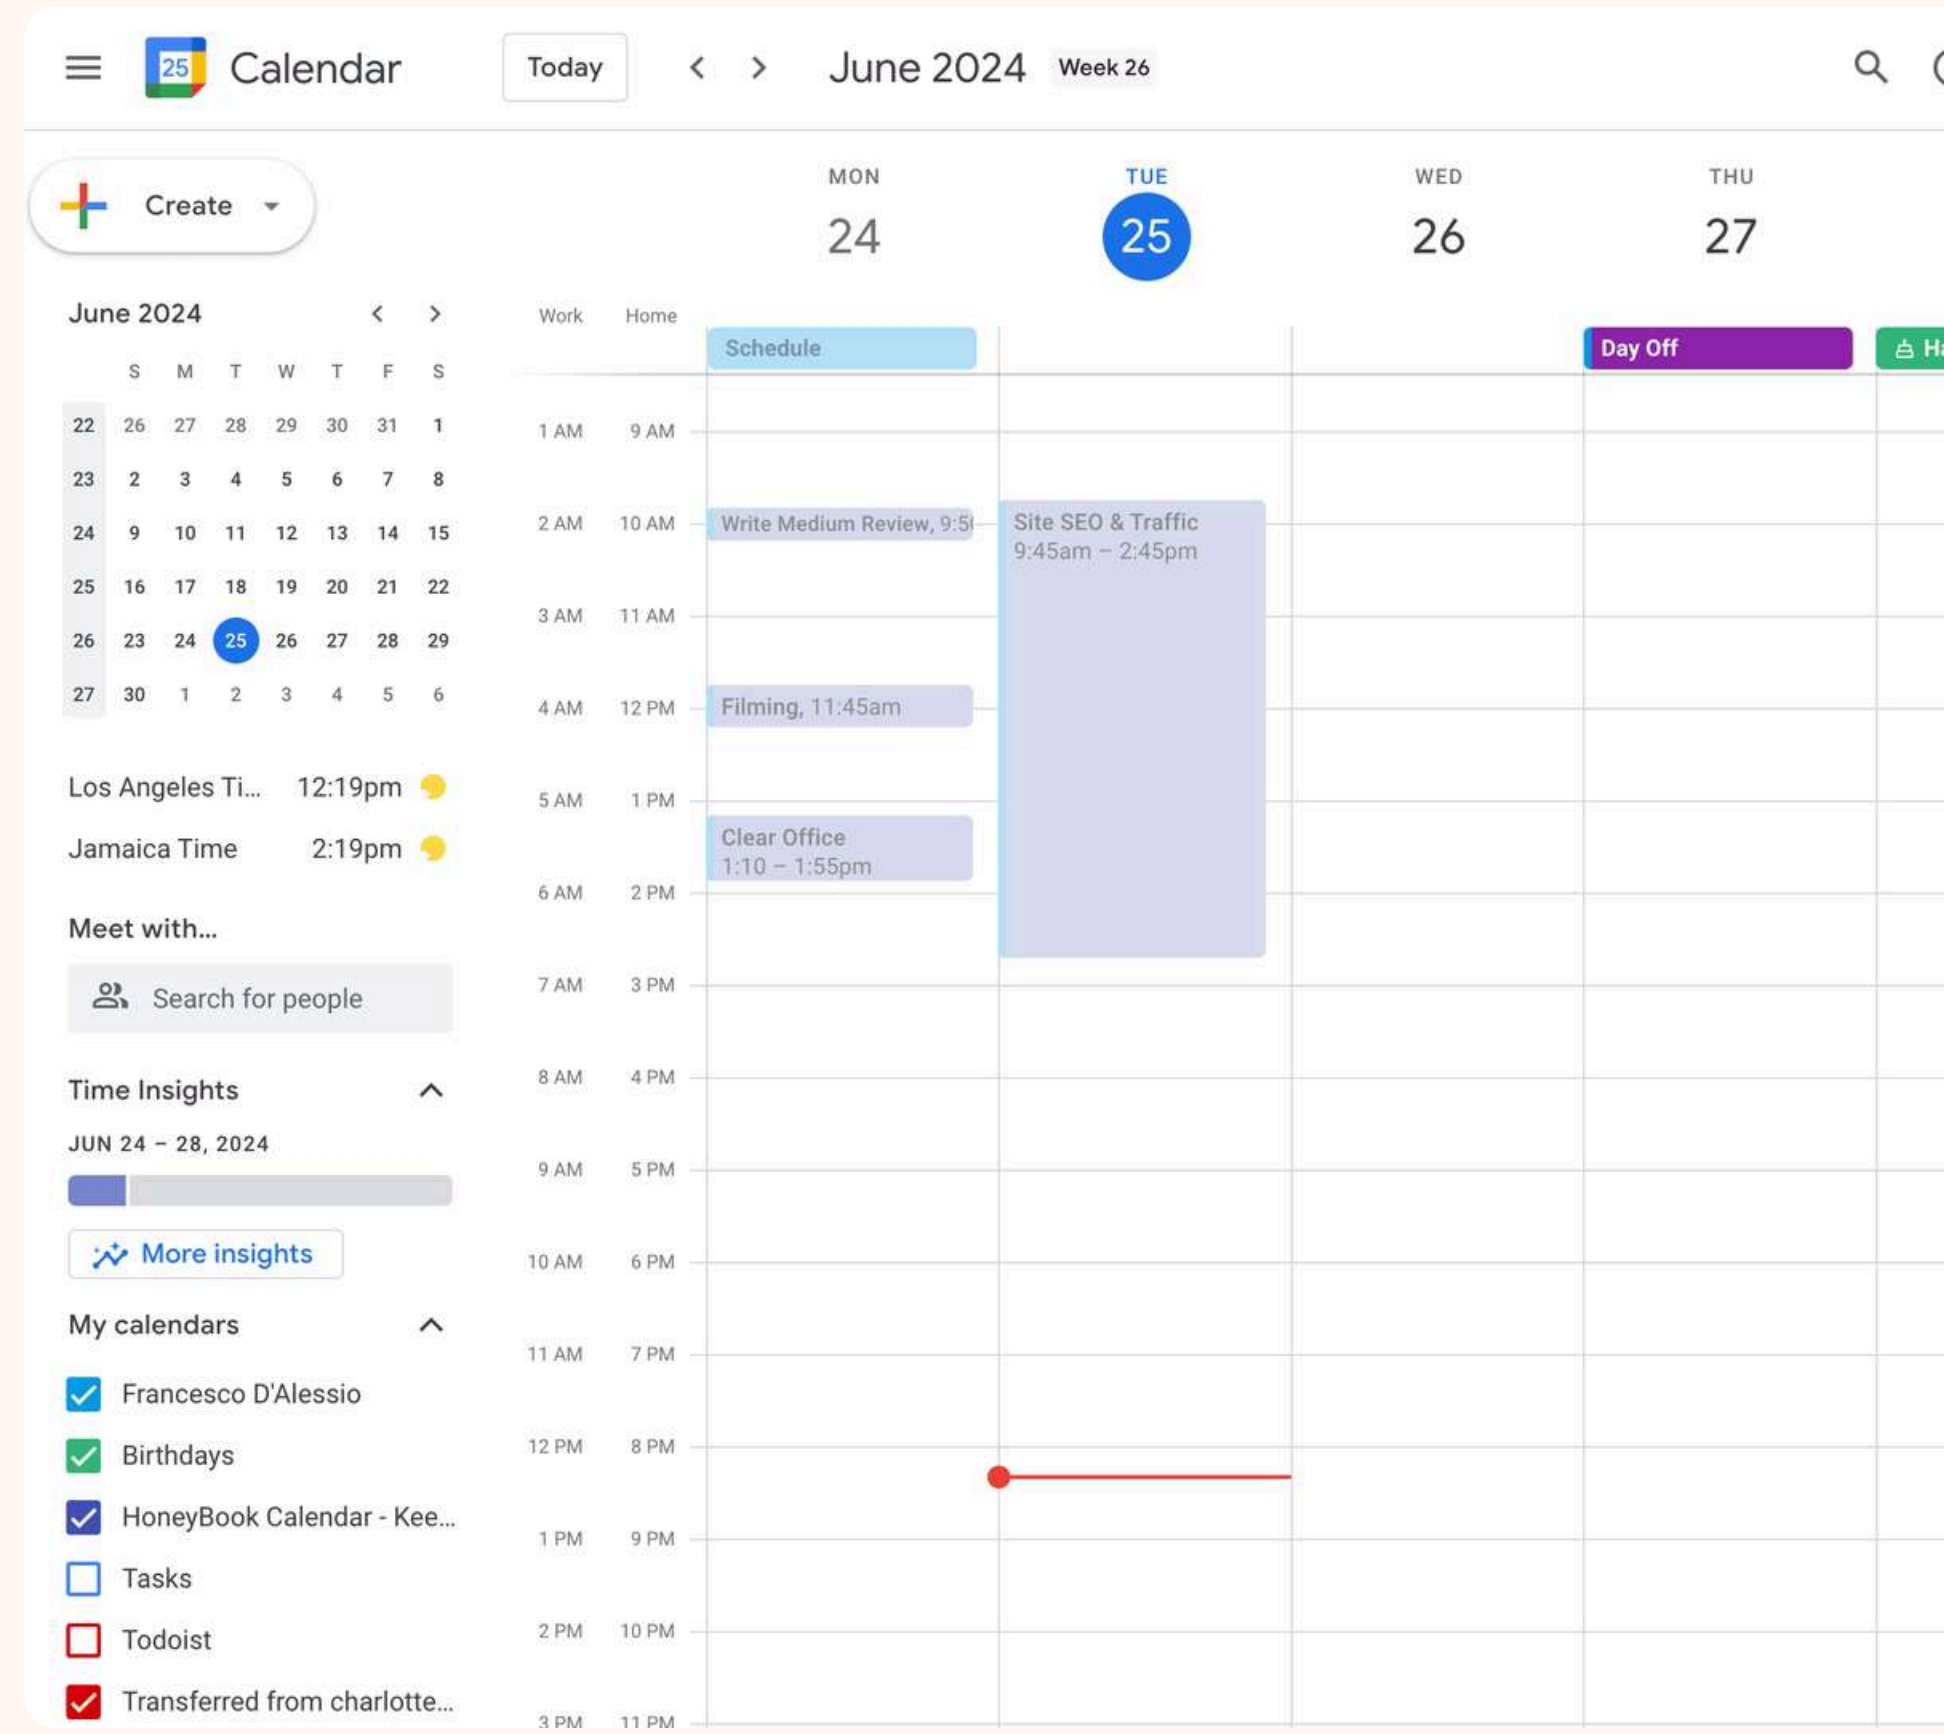 25 Calendar Today June 2024 Week 26
Create
MON TUE WED THU
24 25 26 27
June 2024
S M T W T F S
22 26 27 28 29 30 31 1
23 2 3 4 5 6 7 8
24 9 10 11 12 13 14 15
25 16 17 18 19 20 21 22
26 23 24 25 26 27 28 29
27 30 1 2 3 4 5 6
Los Angeles Ti... 12:19pm
Jamaica Time 2:19pm
Meet with...
Search for people
Time Insights
JUN 24 – 28, 2024
More insights
My calendars
Francesco D'Alessio
Birthdays
HoneyBook Calendar - Kee...
Tasks
Todoist
Transferred from charlotte...
Work Home
Schedule
Day Off
1 AM 9 AM
2 AM 10 AM
3 AM 11 AM
4 AM 12 PM
5 AM 1 PM
6 AM 2 PM
7 AM 3 PM
8 AM 4 PM
9 AM 5 PM
10 AM 6 PM
11 AM 7 PM
12 PM 8 PM
1 PM 9 PM
2 PM 10 PM
3 PM 11 PM
Write Medium Review,
Filming, 11:45am
Clear Office
1:10 – 1:55pm
Site SEO & Traffic
9:45am – 2:45pm